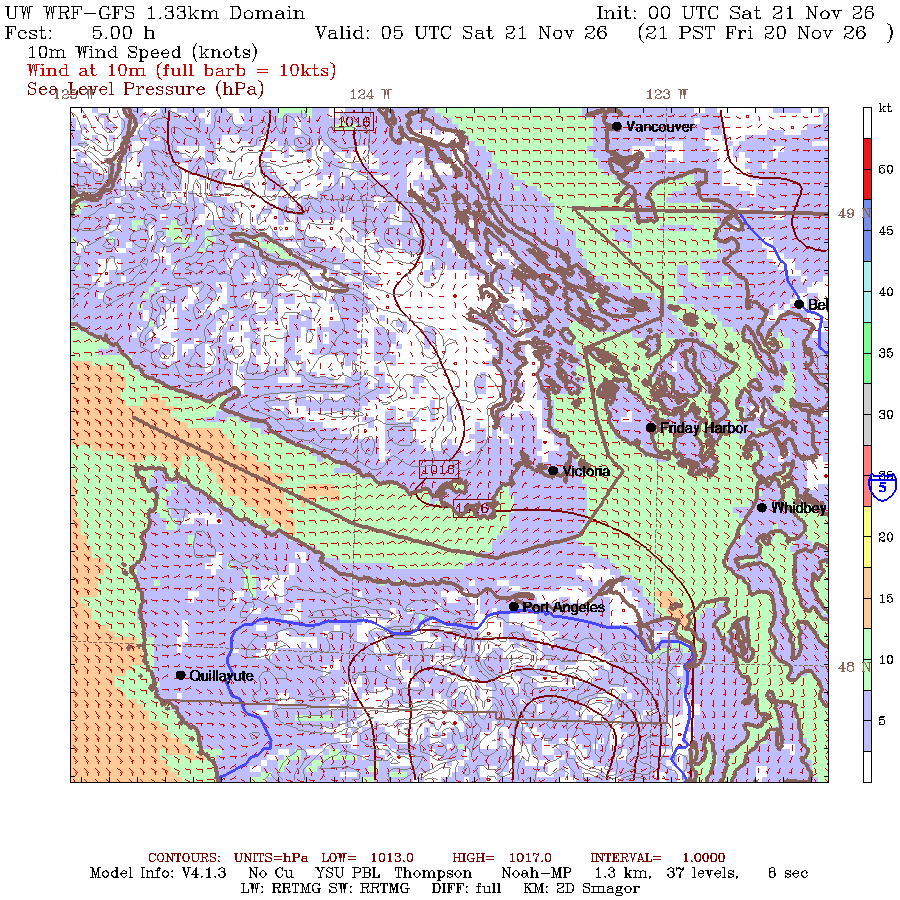 UW WRF-GFS 1.33km Domain Init: 00 UTC Sat 21 Nov 26
Fcst: 5.00 h Valid: 05 UTC Sat 21 Nov 26 (21 PST Fri 20 Nov 26 )
10m Wind Speed (knots)
Wind at 10m (full barb = 10kts)
Sea Level Pressure (hPa)
125 W 124 W 123 W
kt
1016
Vancouver
60
49 N
45
40
Bel
35
30
Friday Harbor
1015
Victoria
25
5
1016
Whidbey
20
15
Port Angeles
10
48 N
Quillayute
5
CONTOURS: UNITS=hPa LOW= 1013.0 HIGH= 1017.0 INTERVAL= 1.0000
Model Info: V4.1.3 No Cu YSU PBL Thompson Noah-MP 1.3 km, 37 levels, 8 sec
LW: RRTMG SW: RRTMG DIFF: full KM: 2D Smagor